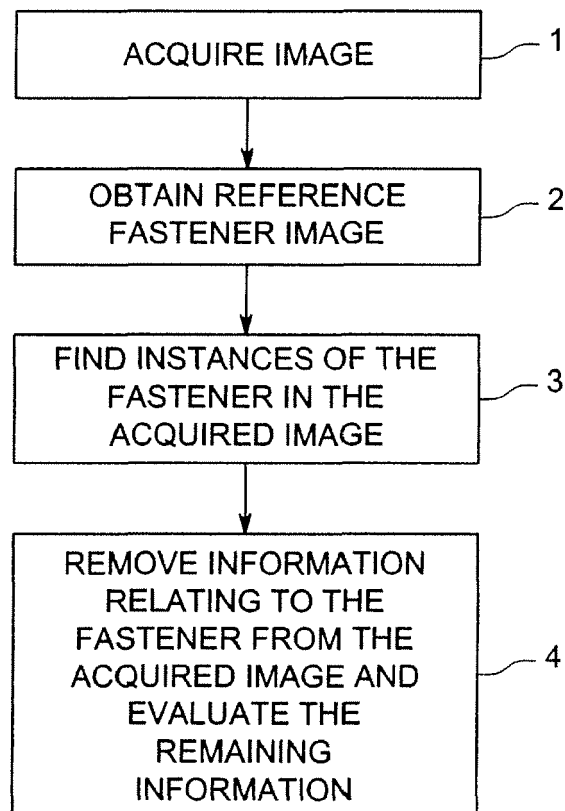 ACQUIRE IMAGE
1
OBTAIN REFERENCE
FASTENER IMAGE
2
FIND INSTANCES OF THE
FASTENER IN THE
ACQUIRED IMAGE
3
REMOVE INFORMATION
RELATING TO THE
FASTENER FROM THE
ACQUIRED IMAGE AND
EVALUATE THE
REMAINING
INFORMATION
4